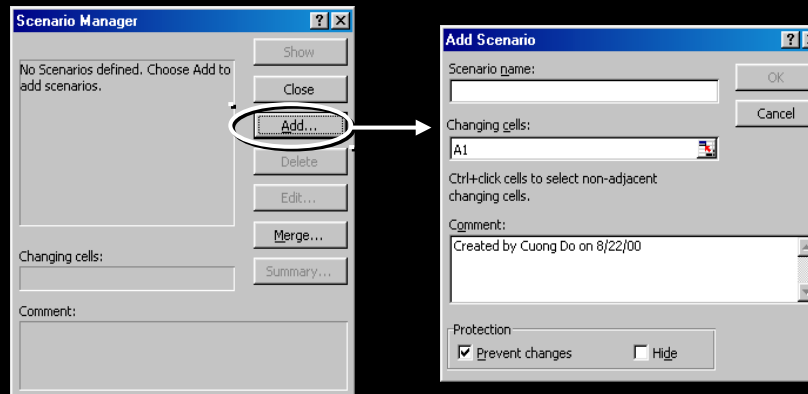 Scenario Manager
No Scenarios defined. Choose Add to
add scenarios.
Show
Close
Add...
Delete
Edit...
Merge...
Summary...
Changing cells:
Comment:
Add Scenario
Scenario name:
OK
Cancel
Changing cells:
A1
Ctrl+click cells to select non-adjacent
changing cells.
Comment:
Created by Cuong Do on 8/22/00
Protection
Prevent changes
Hide